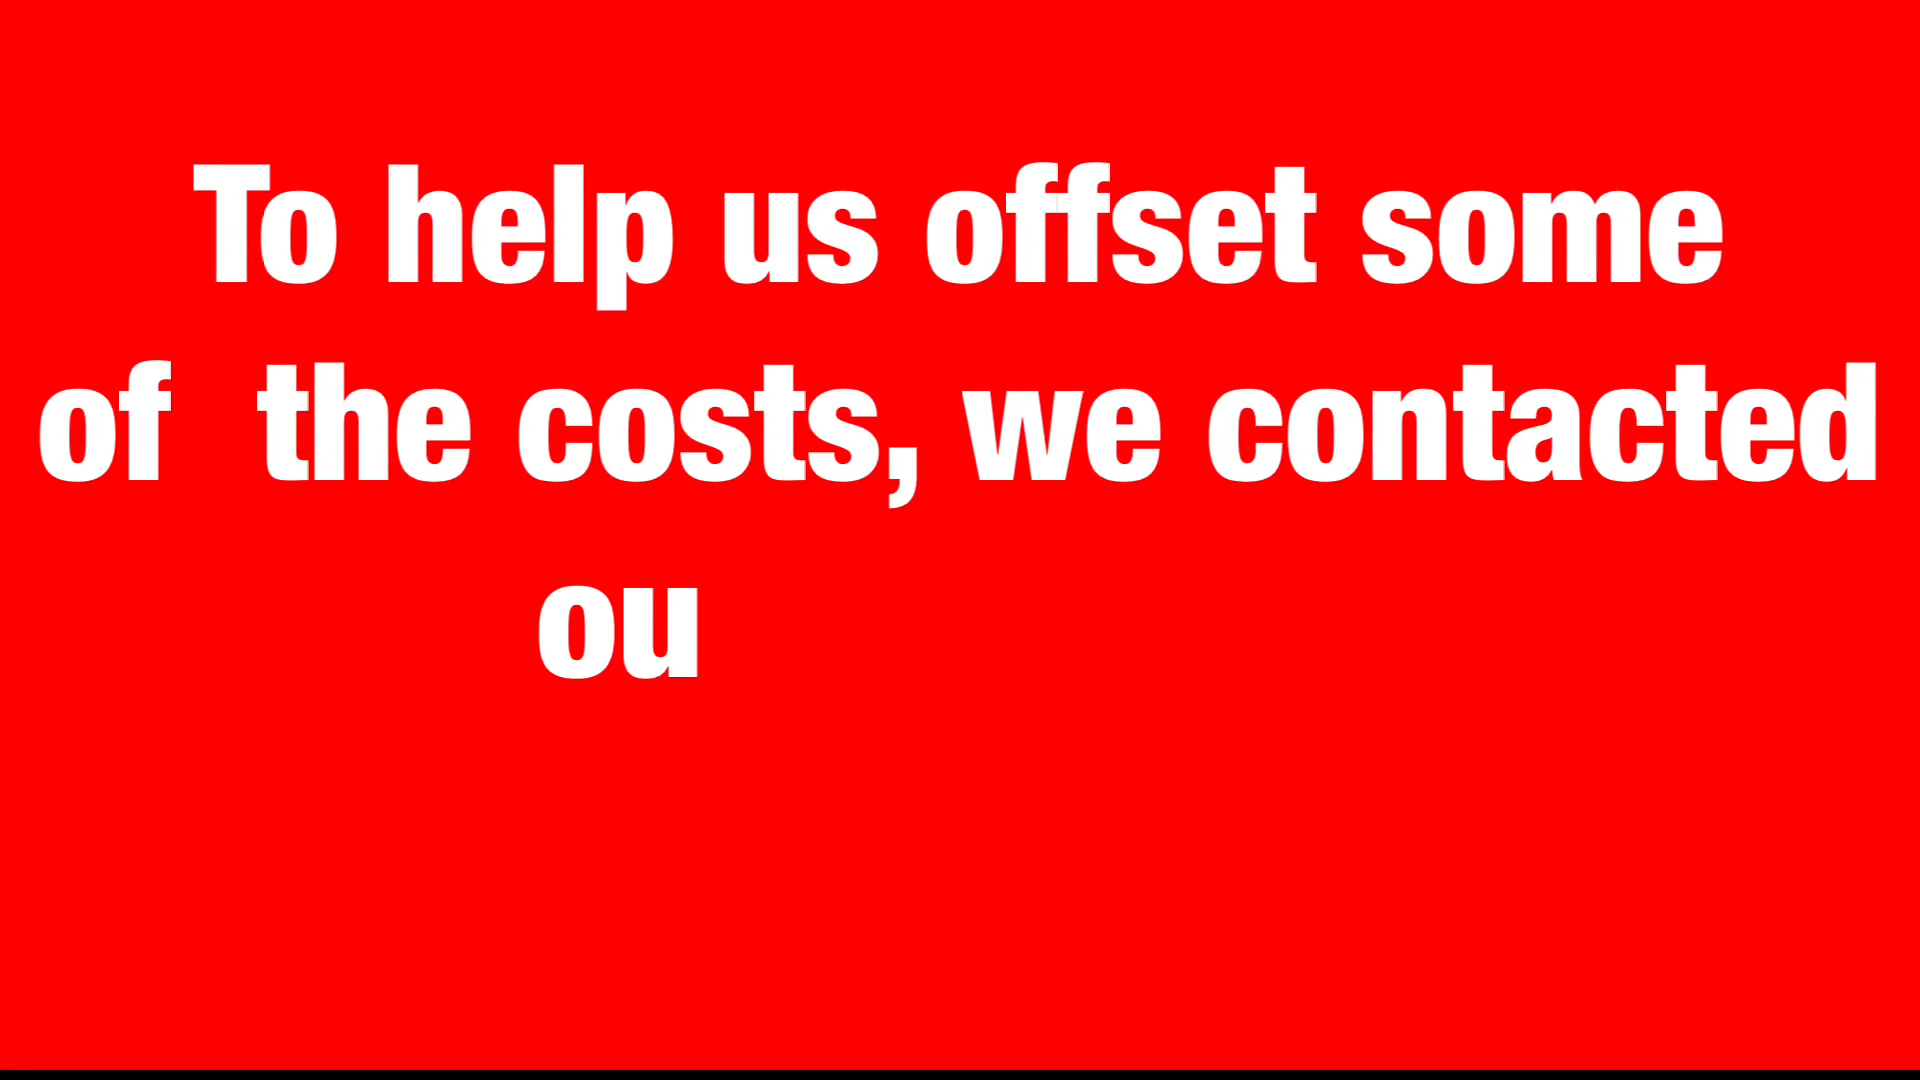 To help us offset some
of  the costs, we contacted
ou